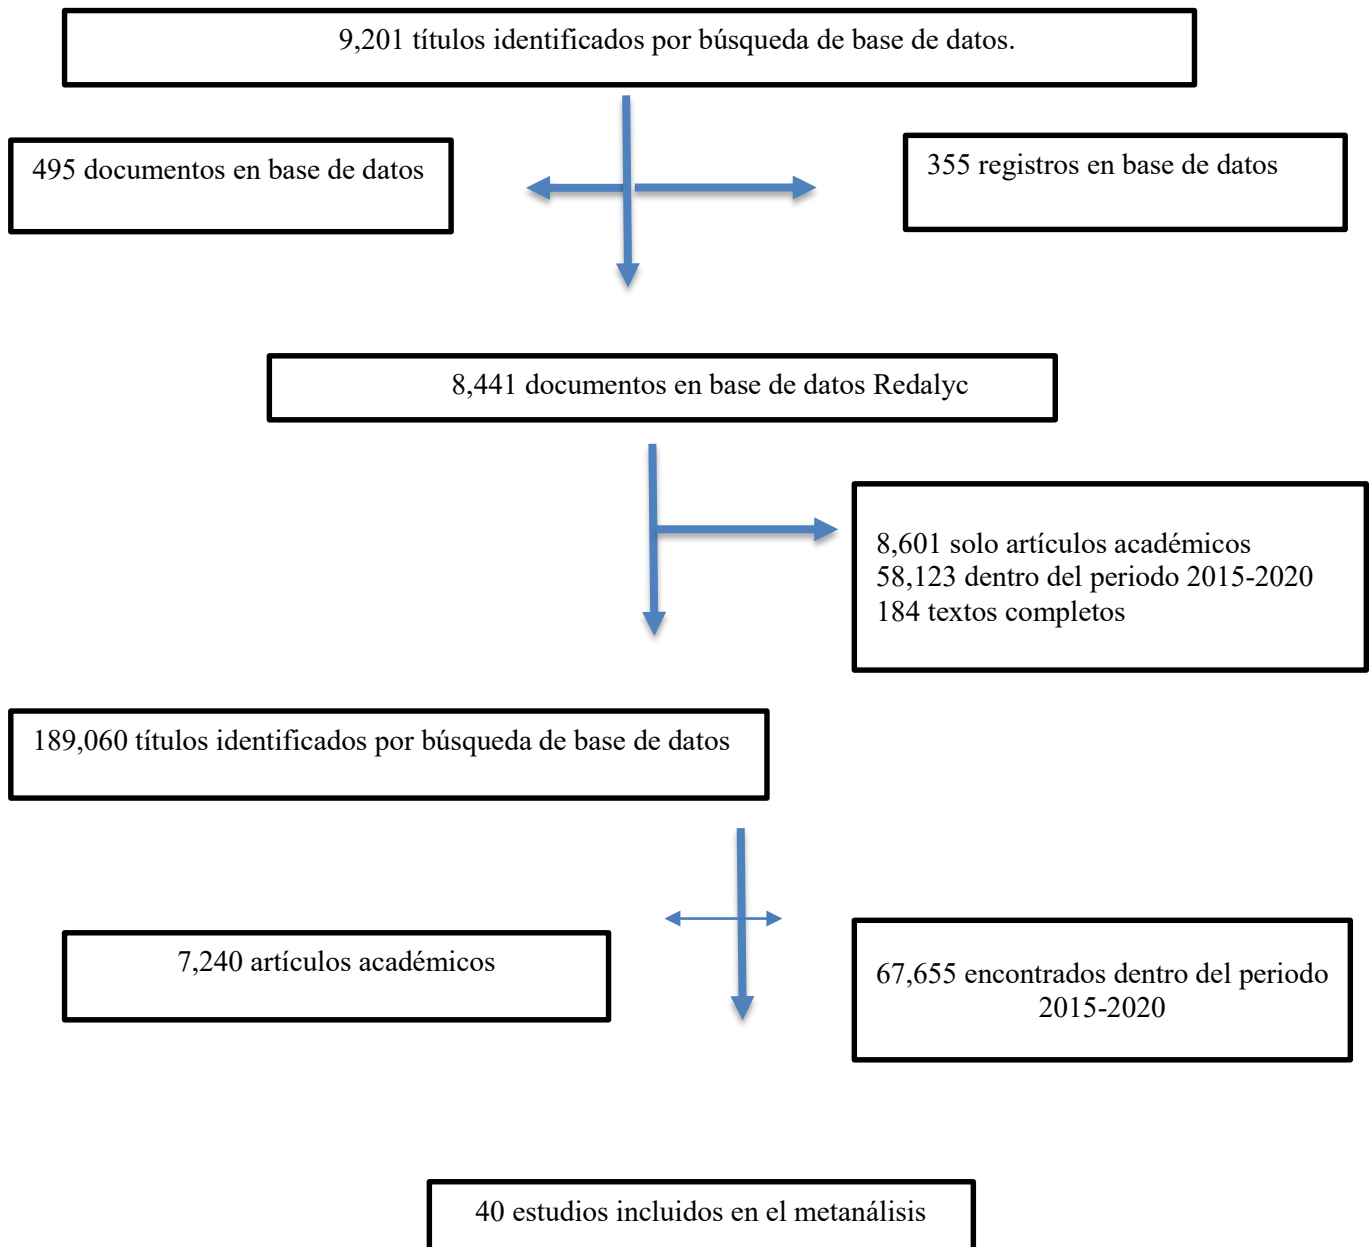 9,201 títulos identificados por búsqueda de base de datos.
495 documentos en base de datos
355 registros en base de datos
8,441 documentos en base de datos Redalyc
8,601 solo artículos académicos
58,123 dentro del periodo 2015-2020
184 textos completos
189,060 títulos identificados por búsqueda de base de datos
7,240 artículos académicos
67,655 encontrados dentro del periodo
2015-2020
40 estudios incluidos en el metanálisis